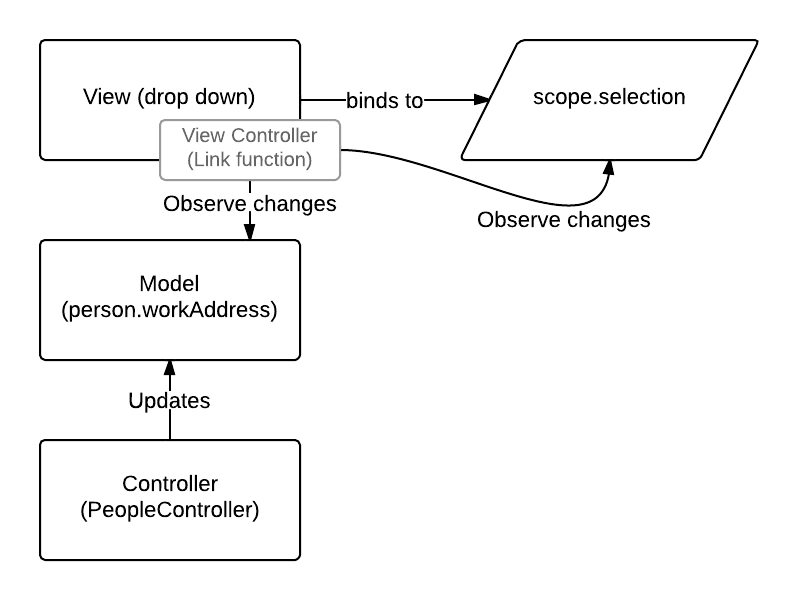 View (drop down)
binds to
scope.selection
View Controller
(Link function)
Observe changes
Observe changes
Model
(person.workAddress)
Updates
Controller
(PeopleController)